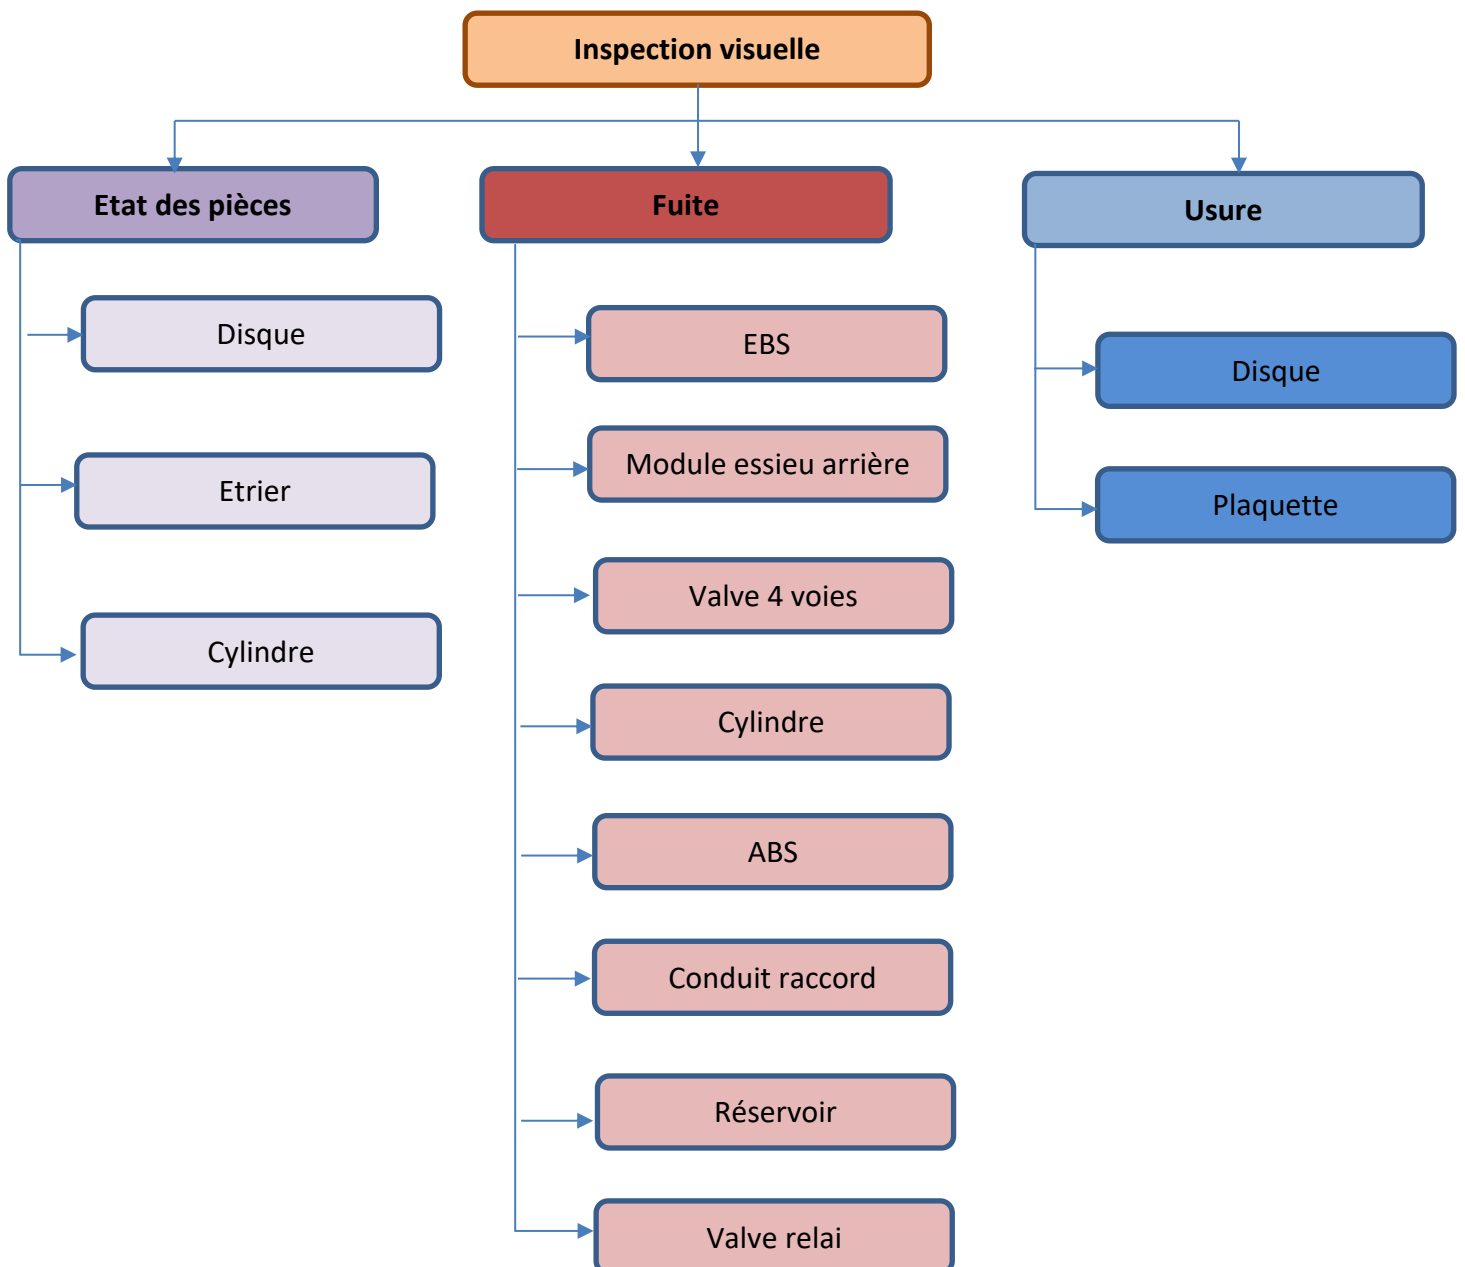 Inspection visuelle
Etat des pièces
Disque
Etrier
Cylindre
Fuite
EBS
Module essieu arrière
Valve 4 voies
Cylindre
ABS
Conduit raccord
Réservoir
Valve relai
Usure
Disque
Plaquette